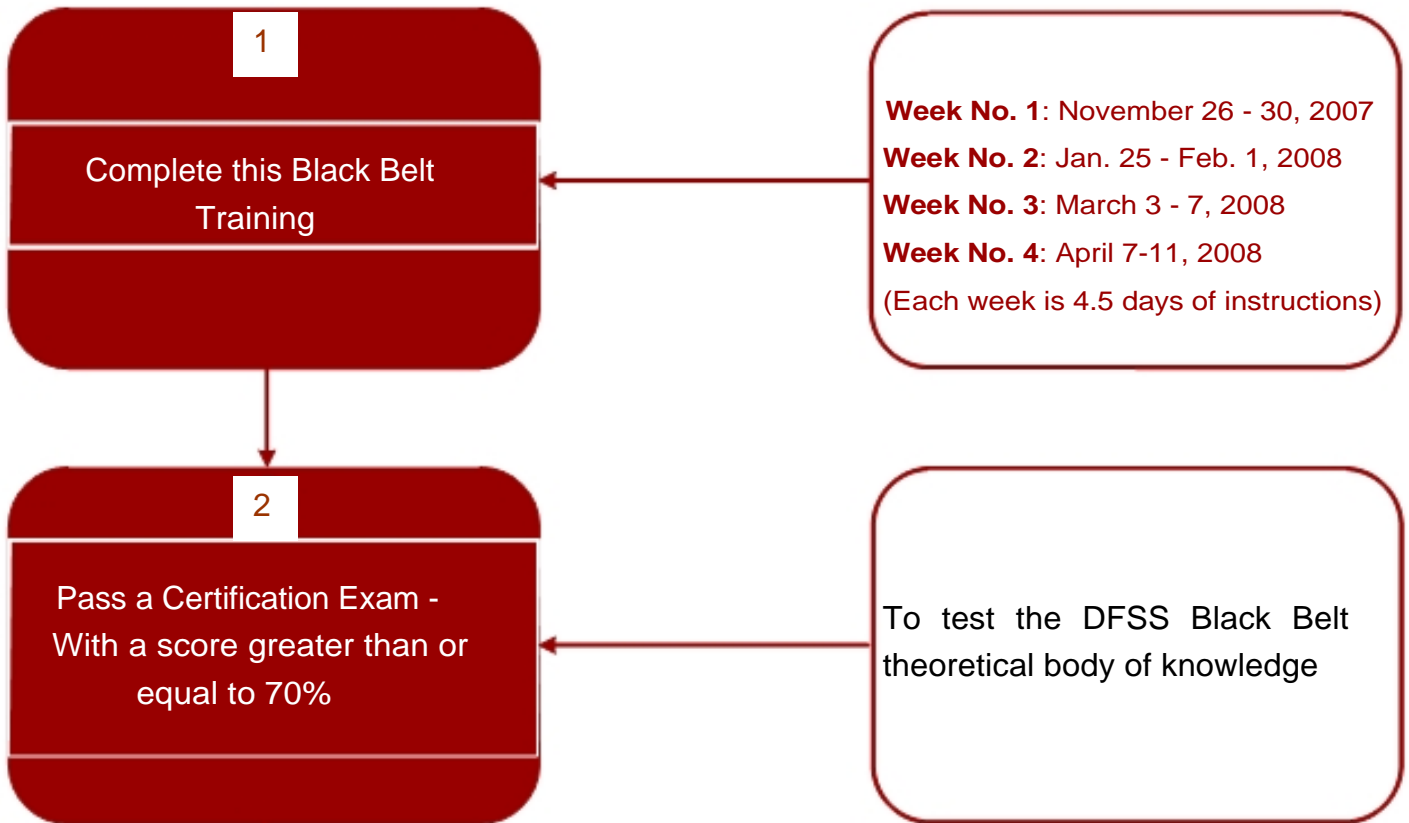 1
Complete this Black Belt
Training
Week No. 1: November 26 - 30, 2007
Week No. 2: Jan. 25 - Feb. 1, 2008
Week No. 3: March 3 - 7, 2008
Week No. 4: April 7-11, 2008
(Each week is 4.5 days of instructions)
2
Pass a Certification Exam -
With a score greater than or
equal to 70%
To test the DFSS Black Belt
theoretical body of knowledge